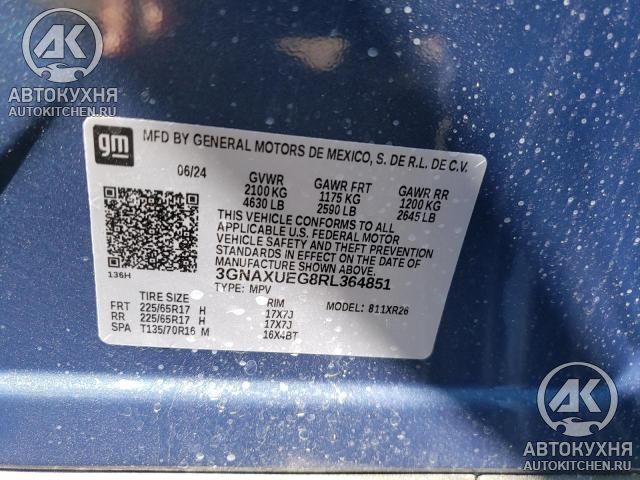 AK
АВТОКУХНЯ
AUTOKITCHEN.RU
gm
MFD BY GENERAL MOTORS DE MEXICO, S. DE R.L. DE C.V.
06/24 GVWR GAWR FRT GAWR RR
2100 KG 1175 KG 1200 KG
4630 LB 2590 LB 2645 LB
THIS VEHICLE CONFORMS TO ALL
APPLICABLE U.S. FEDERAL MOTOR
VEHICLE SAFETY AND THEFT PREVENTION
STANDARDS IN EFFECT ON THE DATE OF
MANUFACTURE SHOWN ABOVE.
136H
3GNAXUEG8RL364851
TYPE: MPV
TIRE SIZE RIM MODEL: 811XR26
FRT 225/65R17 H 17X7J
RR 225/65R17 H 17X7J
SPA T135/70R16 M 16X4BT
AK
АВТОКУХНЯ
AUTOKITCHEN.RU